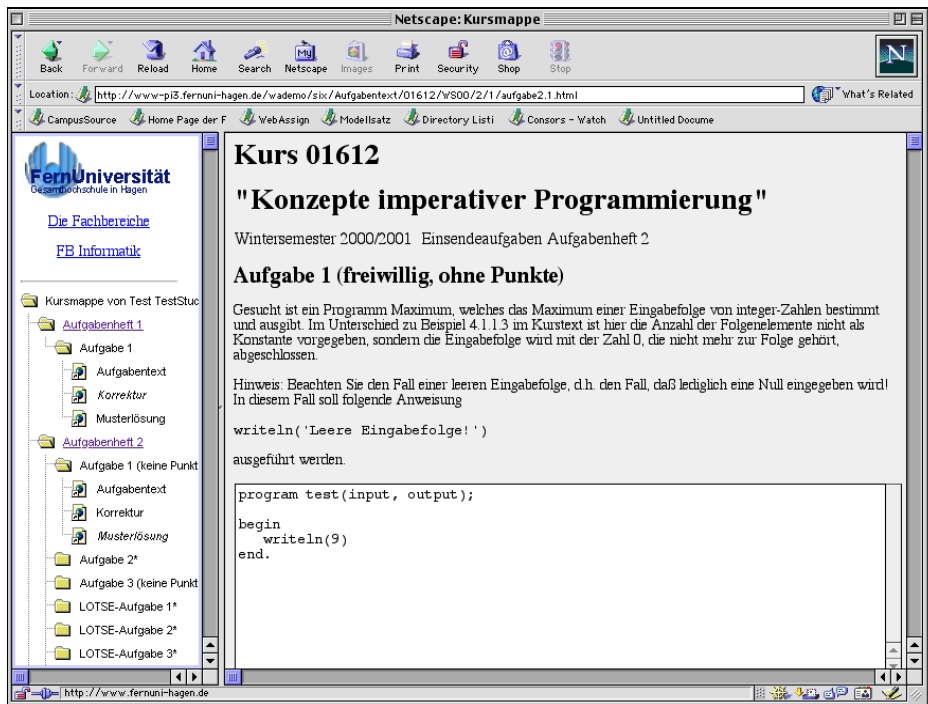 Netscape: Kursmappe
Back Forward Reload Home Search Netscape Images Print Security Shop Stop
My
N
Location: http://www-pi3.fernuni-hagen.de/wademo/six/Aufgabentext/01612/WS00/2/1/aufgabe2.1.html What's Related
CampusSource Home Page der F WebAssign Modellsatz Directory Listi Consors - Watch Untitled Docume
FernUniversität
Gesamthochschule in Hagen
Die Fachbereiche
FB Informatik
Kursmappe von Test TestStuc
Aufgabenheft 1
Aufgabe 1
Aufgabentext
Korrektur
Musterlösung
Aufgabenheft 2
Aufgabe 1 (keine Punkt
Aufgabentext
Korrektur
Musterlösung
Aufgabe 2*
Aufgabe 3 (keine Punkt
LOTSE-Aufgabe 1*
LOTSE-Aufgabe 2*
LOTSE-Aufgabe 3*
Kurs 01612
"Konzepte imperativer Programmierung"
Wintersemester 2000/2001 Einsendeaufgaben Aufgabenheft 2
Aufgabe 1 (freiwillig, ohne Punkte)
Gesucht ist ein Programm Maximum, welches das Maximum einer Eingabefolge von integer-Zahlen bestimmt
und ausgibt. Im Unterschied zu Beispiel 4.1.1.3 im Kurstext ist hier die Anzahl der Folgenelemente nicht als
Konstante vorgegeben, sondern die Eingabefolge wird mit der Zahl 0, die nicht mehr zur Folge gehört,
abgeschlossen.
Hinweis: Beachten Sie den Fall einer leeren Eingabefolge, d.h. den Fall, daß lediglich eine Null eingegeben wird!
In diesem Fall soll folgende Anweisung
writeln('Leere Eingabefolge!')
ausgeführt werden.
program test(input, output);
begin
writeln(9)
end.
http://www.fernuni-hagen.de